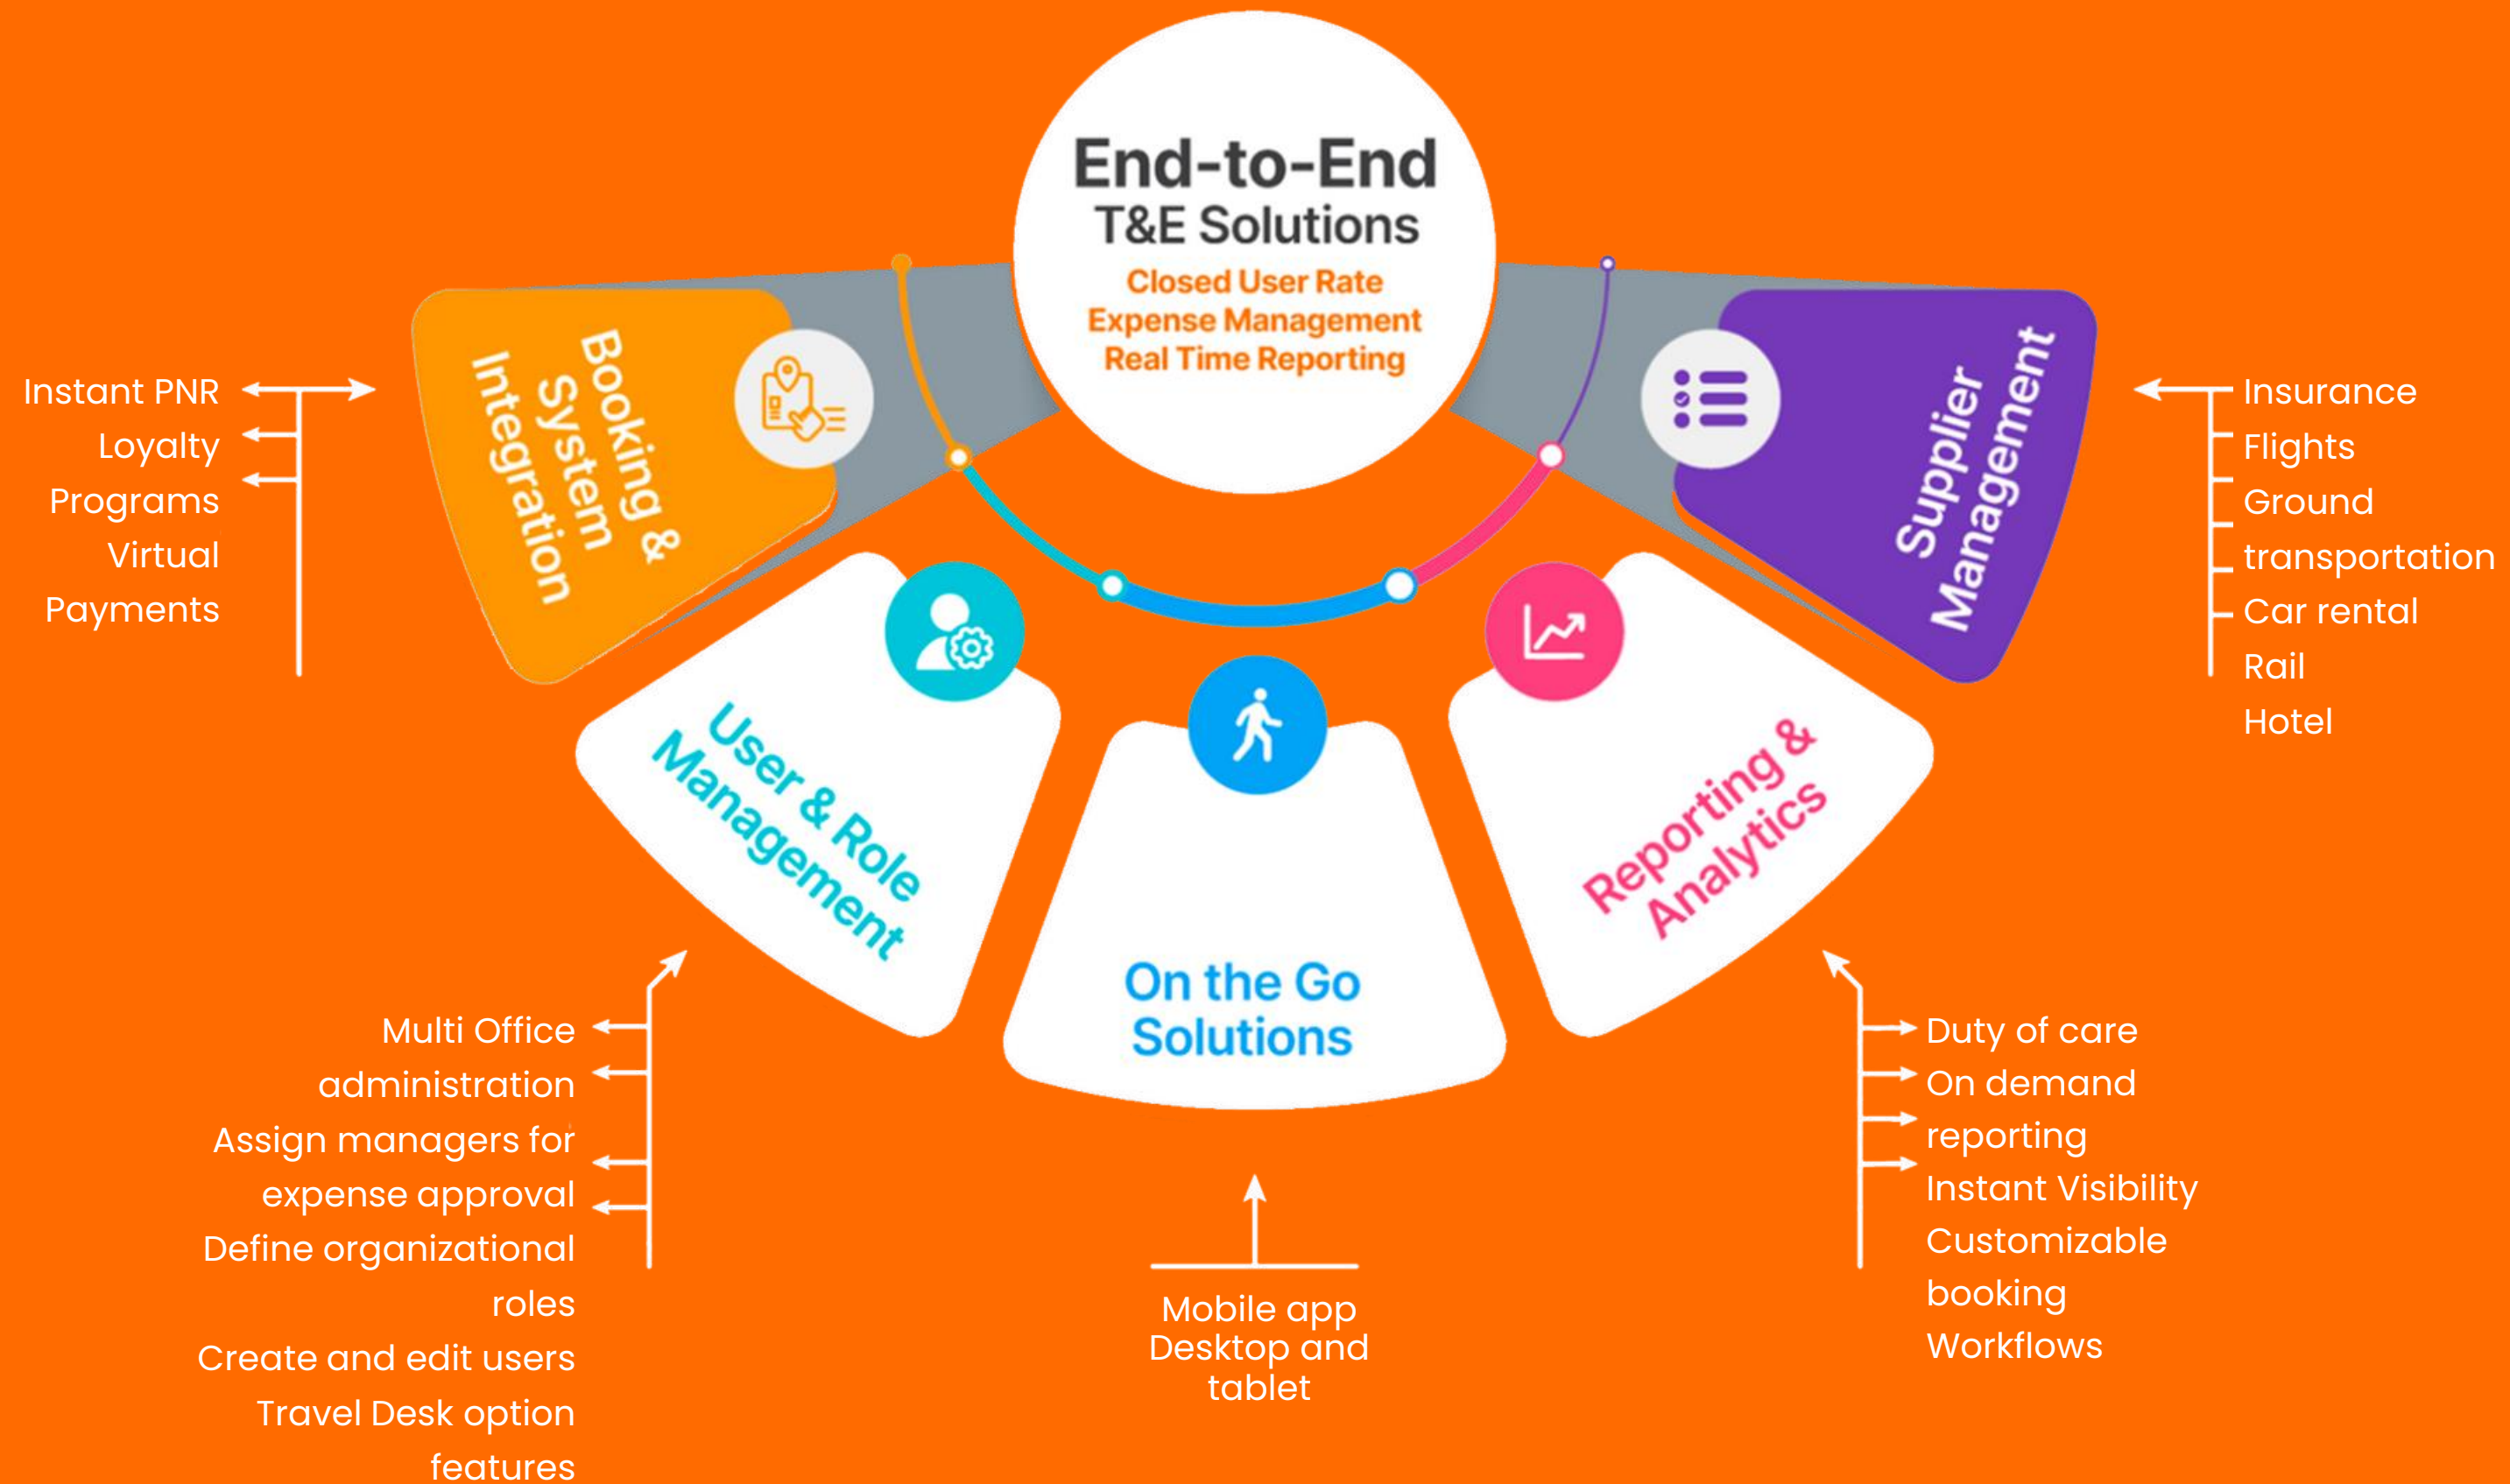 End-to-End
T&E Solutions
Closed User Rate
Expense Management
Real Time Reporting
Booking &
System
Integration
Instant PNR
Loyalty
Programs
Virtual
Payments
User & Role
Management
Multi Office
administration
Assign managers for
expense approval
Define organizational
roles
Create and edit users
Travel Desk option
features
On the Go
Solutions
Mobile app
Desktop and
tablet
Reporting &
Analytics
Duty of care
On demand
reporting
Instant Visibility
Customizable
booking
Workflows
Supplier
Management
Insurance
Flights
Ground
transportation
Car rental
Rail
Hotel